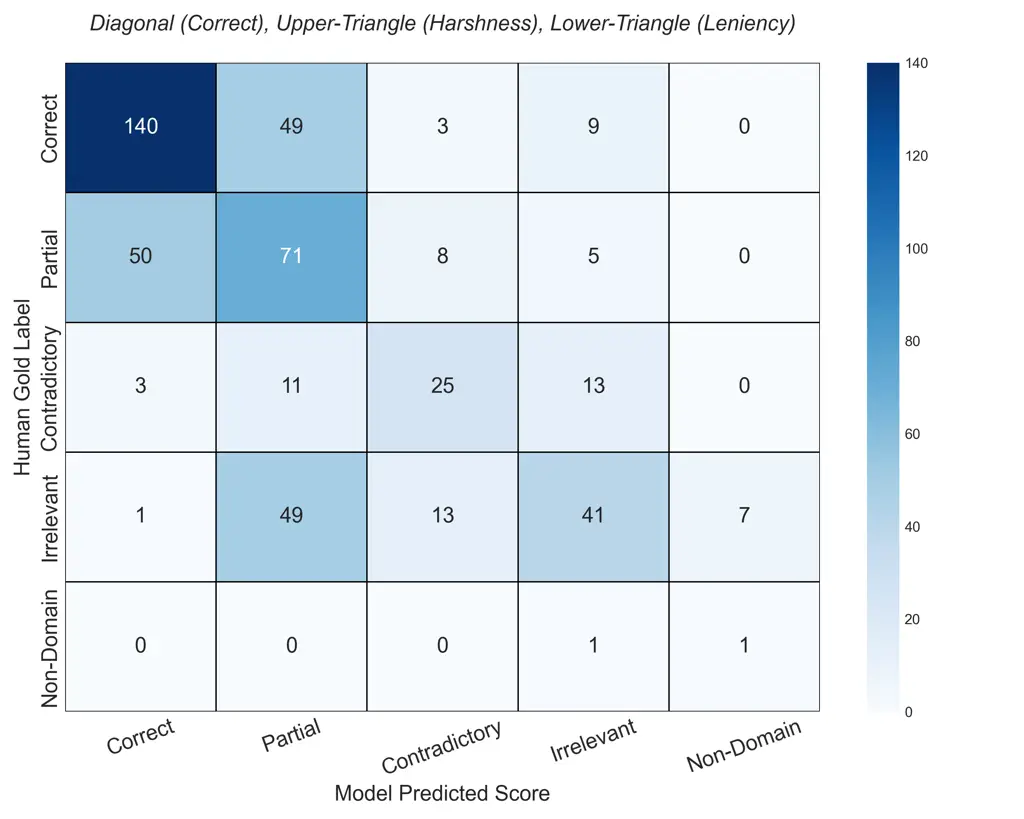 Diagonal (Correct), Upper-Triangle (Harshness), Lower-Triangle (Leniency)
Human Gold Label
Correct 140 49 3 9 0
Partial 50 71 8 5 0
Contradictory 3 11 25 13 0
Irrelevant 1 49 13 41 7
Non-Domain 0 0 0 1 1
Correct Partial Contradictory Irrelevant Non-Domain
Model Predicted Score
140
120
100
80
60
40
20
0